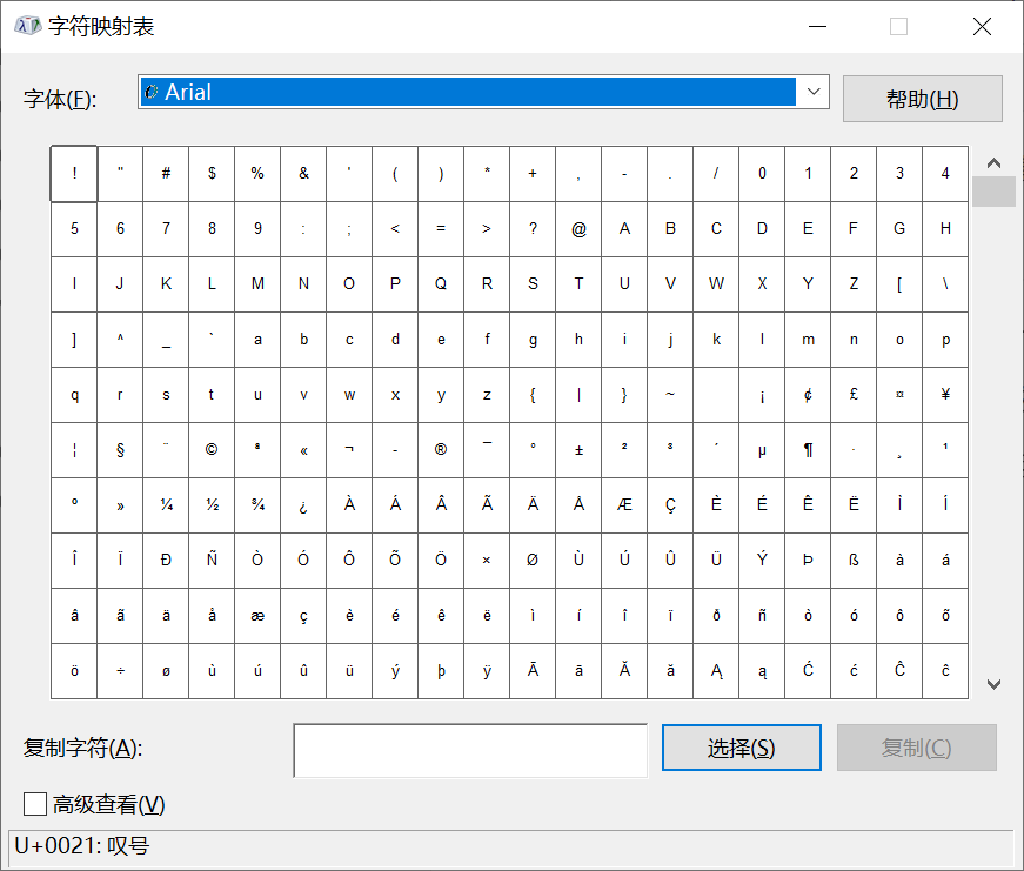 字符映射表
字体(F): Arial 帮助(H)
! " # $ % & ' ( ) * + , - . / 0 1 2 3 4
5 6 7 8 9 : ; < = > ? @ A B C D E F G H
I J K L M N O P Q R S T U V W X Y Z [ \
] ^ _ ` a b c d e f g h i j k l m n o p
q r s t u v w x y z { | } ~ ¡ ¢ £ ¤ ¥
¦ § ¨ © ª « ¬ - ® ¯ ° ± ² ³ ´ µ ¶ · ¸ ¹
º » ¼ ½ ¾ ¿ À Á Â Ã Ä Å Æ Ç È É Ê Ë Ì Í
Î Ï Ð Ñ Ò Ó Ô Õ Ö × Ø Ù Ú Û Ü Ý Þ ß à á
â ã ä å æ ç è é ê ë ì í î ï ð ñ ò ó ô õ
ö ÷ ø ù ú û ü ý þ ÿ Ā ā Ă ă Ą ą Ć ć Ĉ ĉ
复制字符(A): 选择(S) 复制(C)
高级查看(V)
U+0021: 叹号